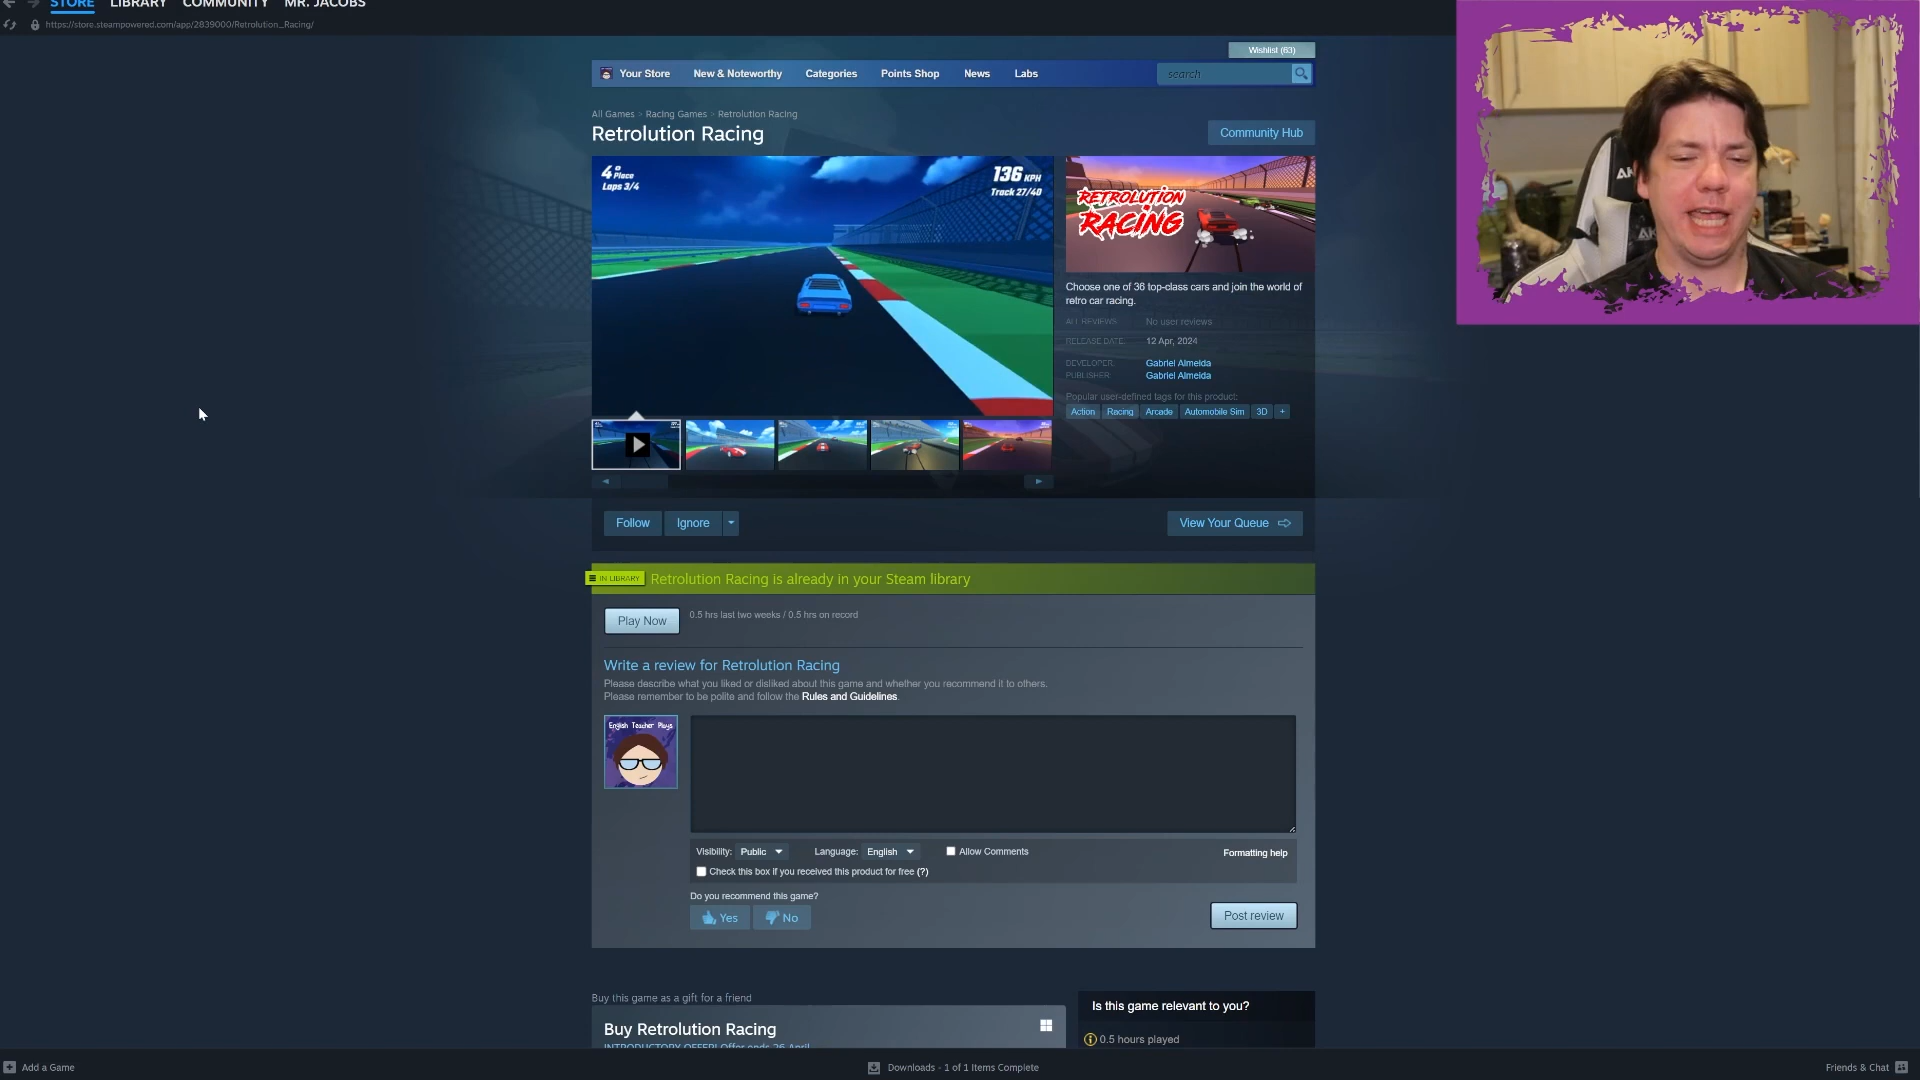 STORE LIBRARY COMMUNITY MR. JACOBS
https://store.steampowered.com/app/2839000/Retrolution_Racing/
Wishlist (63)
Your Store New & Noteworthy Categories Points Shop News Labs search
All Games > Racing Games > Retrolution Racing
Retrolution Racing
Community Hub
4º Place
Laps 3/4
136 KPH
Track 27/40
RETROLUTION
RACING
Choose one of 36 top-class cars and join the world of
retro car racing.
ALL REVIEWS: No user reviews
RELEASE DATE: 12 Apr, 2024
DEVELOPER: Gabriel Almeida
PUBLISHER: Gabriel Almeida
Popular user-defined tags for this product:
Action Racing Arcade Automobile Sim 3D +
Follow Ignore View Your Queue
IN LIBRARY Retrolution Racing is already in your Steam library
Play Now 0.5 hrs last two weeks / 0.5 hrs on record
Write a review for Retrolution Racing
Please describe what you liked or disliked about this game and whether you recommend it to others.
Please remember to be polite and follow the Rules and Guidelines.
English Teacher Plays
Visibility: Public Language: English Allow Comments Formatting help
Check this box if you received this product for free (?)
Do you recommend this game?
Yes No Post review
Buy this game as a gift for a friend
Buy Retrolution Racing
INTRODUCTORY OFFER! Offer ends 26 April
Is this game relevant to you?
0.5 hours played
Add a Game Downloads - 1 of 1 Items Complete Friends & Chat